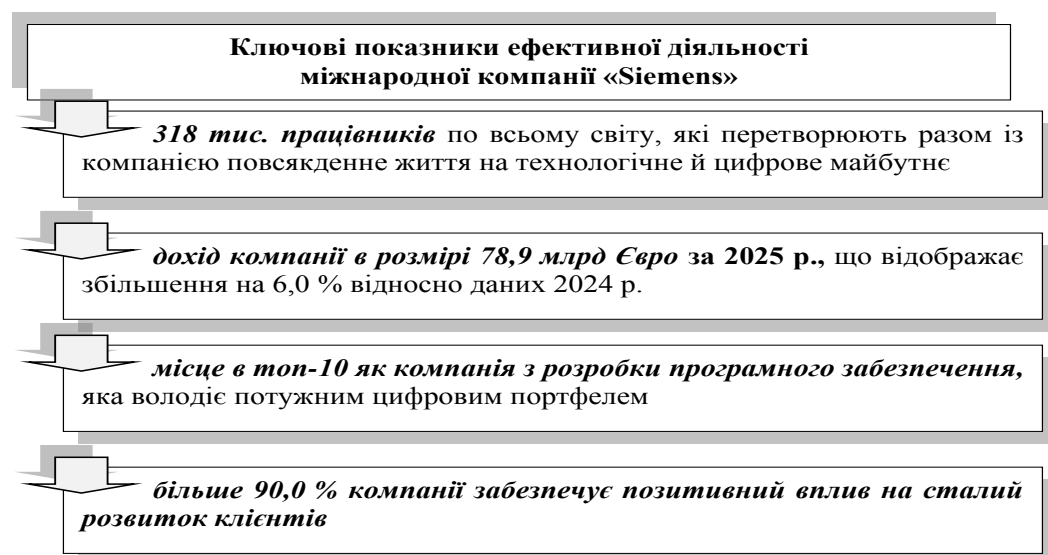 Ключові показники ефективної діяльності
міжнародної компанії «Siemens»
318 тис. працівників по всьому світу, які перетворюють разом із
компанією повсякденне життя на технологічне й цифрове майбутнє
дохід компанії в розмірі 78,9 млрд Євро за 2025 р., що відображає
збільшення на 6,0 % відносно даних 2024 р.
місце в топ-10 як компанія з розробки програмного забезпечення,
яка володіє потужним цифровим портфелем
більше 90,0 % компанії забезпечує позитивний вплив на сталий
розвиток клієнтів